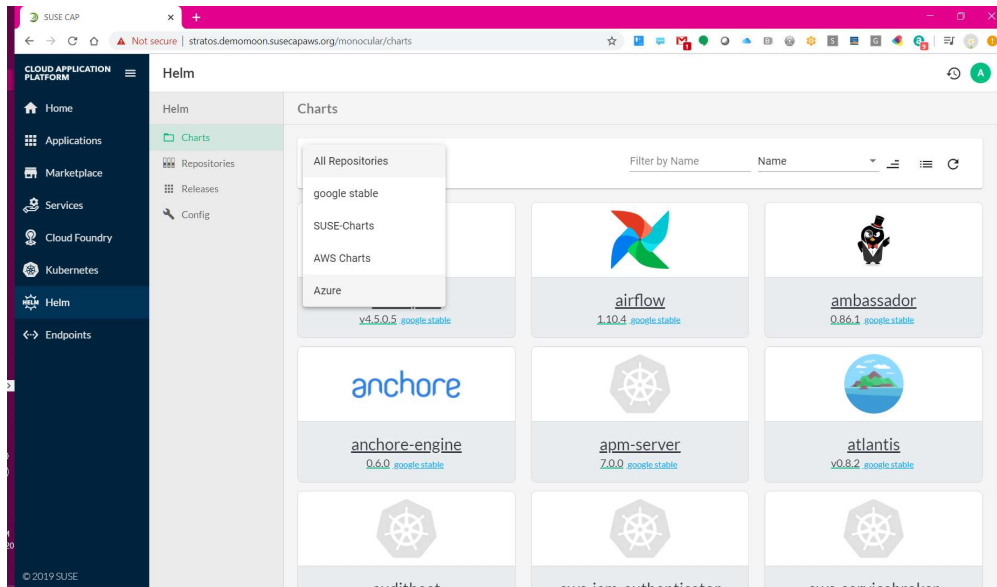 SUSE CAP
Not secure | stratos.demomoon.susecapaws.org/monocular/charts
CLOUD APPLICATION
PLATFORM
Helm
A
Home
Applications
Marketplace
Services
Cloud Foundry
Kubernetes
HELM Helm
Endpoints
© 2019 SUSE
Helm
Charts
Repositories
Releases
Config
Charts
All Repositories
google stable
SUSE-Charts
AWS Charts
Azure
Filter by Name
Name
v4.5.0.5 google stable
airflow
1.10.4 google stable
ambassador
0.86.1 google stable
anchore
anchore-engine
0.6.0 google stable
apm-server
7.0.0 google stable
atlantis
v0.8.2 google stable